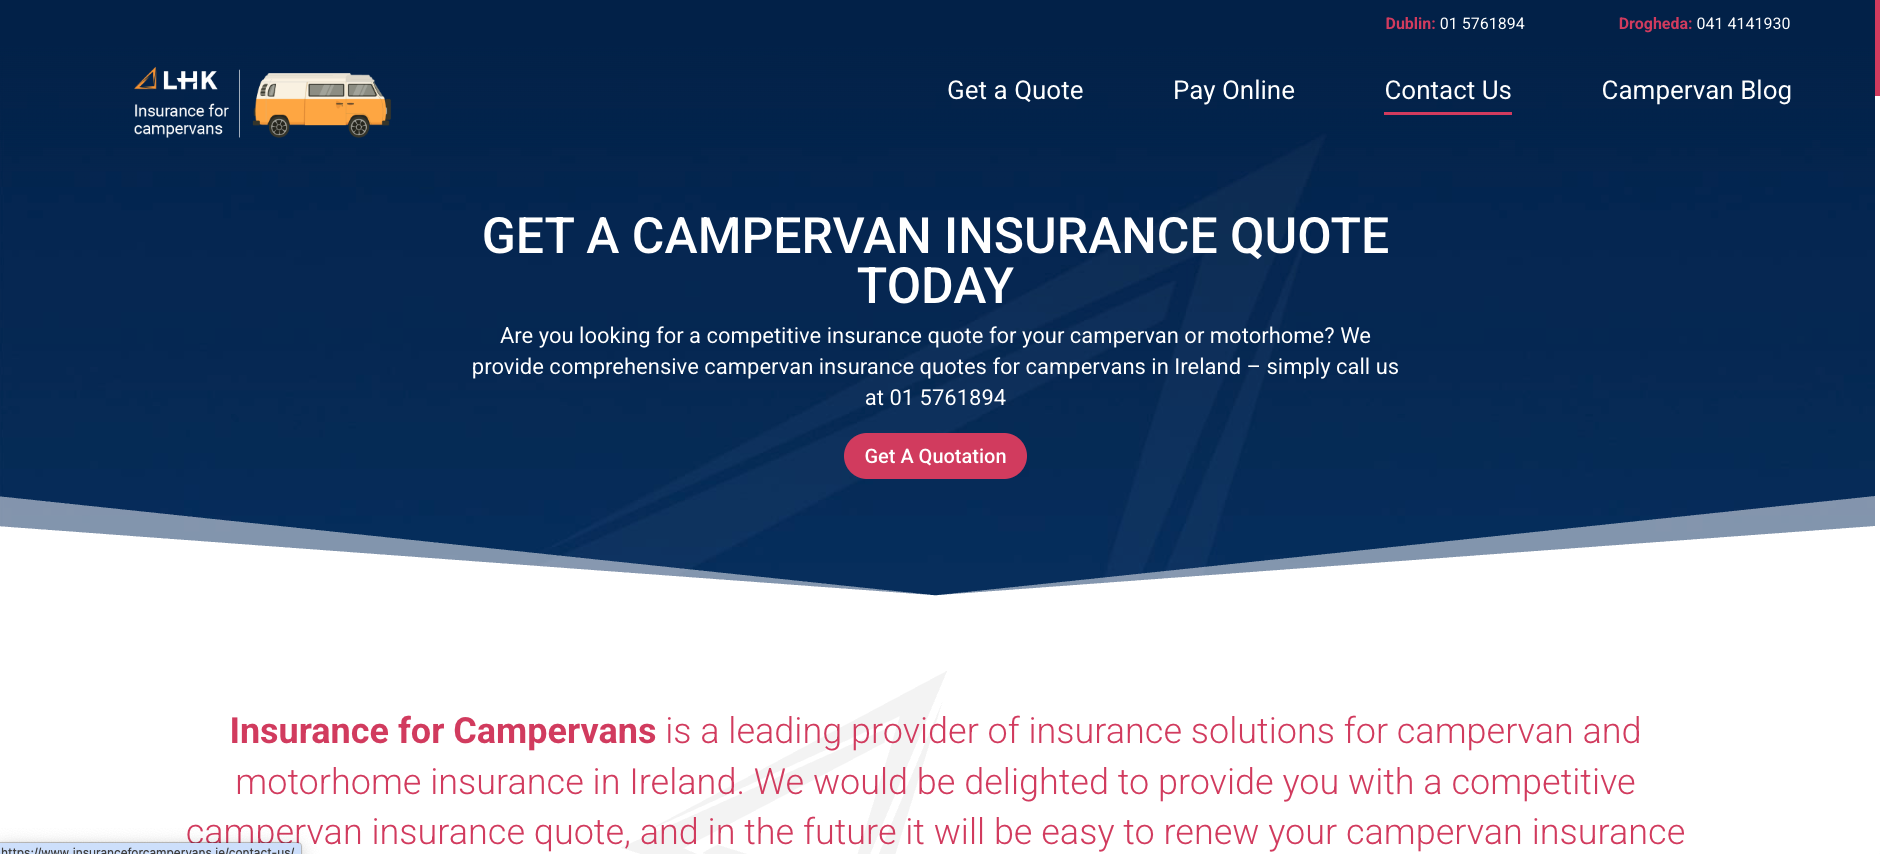 Dublin: 01 5761894
Drogheda: 041 4141930
LHK
Insurance for
campervans
Get a Quote
Pay Online
Contact Us
Campervan Blog
GET A CAMPERVAN INSURANCE QUOTE
TODAY
Are you looking for a competitive insurance quote for your campervan or motorhome? We
provide comprehensive campervan insurance quotes for campervans in Ireland – simply call us
at 01 5761894
Get A Quotation
Insurance for Campervans is a leading provider of insurance solutions for campervan and
motorhome insurance in Ireland. We would be delighted to provide you with a competitive
campervan insurance quote, and in the future it will be easy to renew your campervan insurance
https://www.insuranceforcampervans.ie/contact-us/